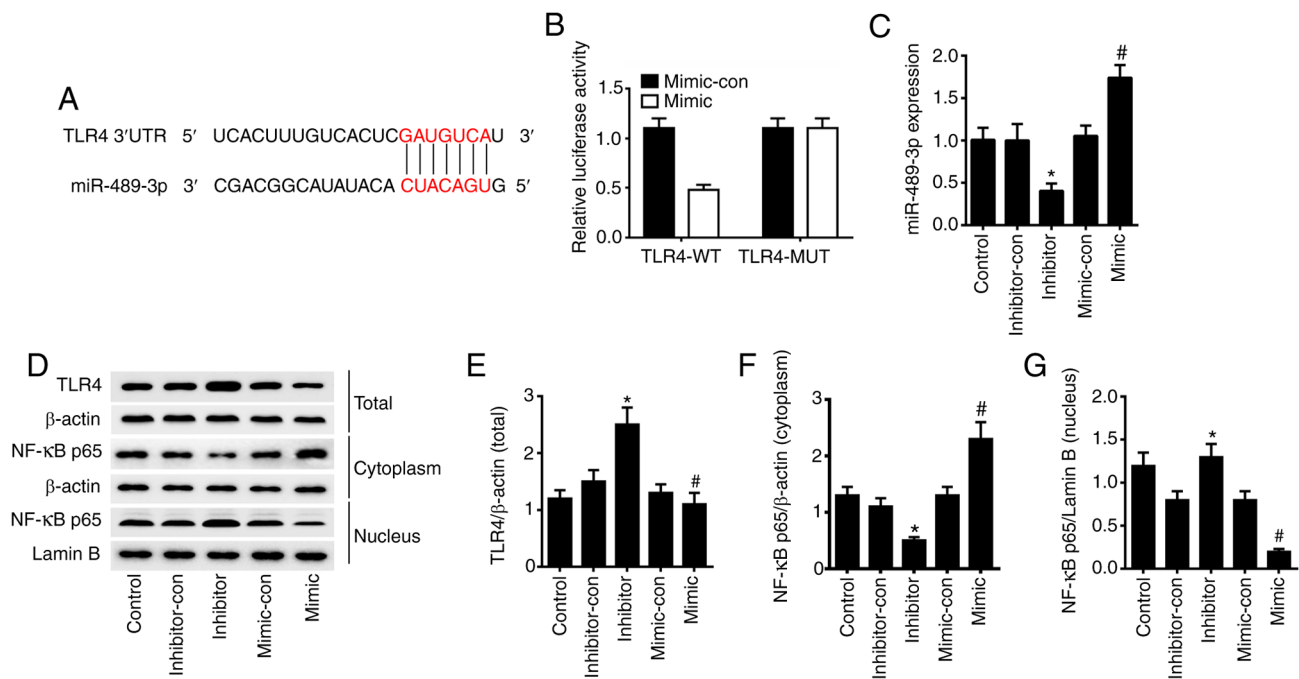 A
TLR4 3′UTR 5′ UCACUUUGUCACUCGAUGUCAU 3′
miR-489-3p 3′ CGACGGCAUAUACA CUACAGUG 5′
B
Relative luciferase activity
1.5
1.0
0.5
0.0
Mimic-con
Mimic
TLR4-WT TLR4-MUT
C
miR-489-3p expression
2.0
1.5
1.0
0.5
0.0
*
#
Control
Inhibitor-con
Inhibitor
Mimic-con
Mimic
D
TLR4
β-actin
Total
NF-κB p65
β-actin
Cytoplasm
NF-κB p65
Lamin B
Nucleus
Control
Inhibitor-con
Inhibitor
Mimic-con
Mimic
E
TLR4/β-actin (total)
3
2
1
0
*
#
Control
Inhibitor-con
Inhibitor
Mimic-con
Mimic
F
NF-κB p65/β-actin (cytoplasm)
3
2
1
0
*
#
Control
Inhibitor-con
Inhibitor
Mimic-con
Mimic
G
NF-κB p65/Lamin B (nucleus)
2.0
1.5
1.0
0.5
0.0
*
#
Control
Inhibitor-con
Inhibitor
Mimic-con
Mimic